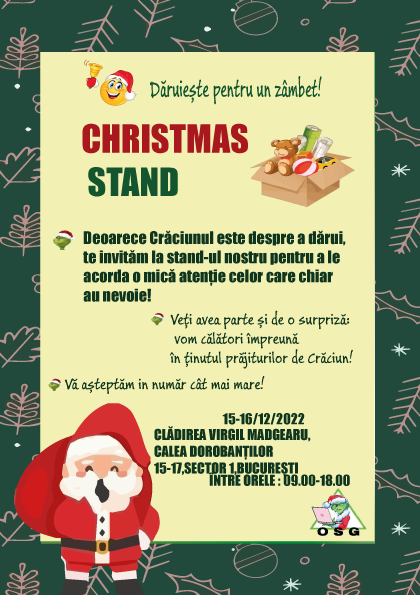 Dăruiește pentru un zâmbet!
CHRISTMAS
STAND
Deoarece Crăciunul este despre a dărui,
te invităm la stand-ul nostru pentru a le
acorda o mică atenție celor care chiar
au nevoie!
Veți avea parte și de o surpriză:
vom călători împreună
în ținutul prăjiturilor de Crăciun!
Vă așteptăm in număr cât mai mare!
15-16/12/2022
CLĂDIREA VIRGIL MADGEARU,
CALEA DOROBANȚILOR
15-17,SECTOR 1,BUCUREȘTI
ÎNTRE ORELE : 09.00-18.00
OSG